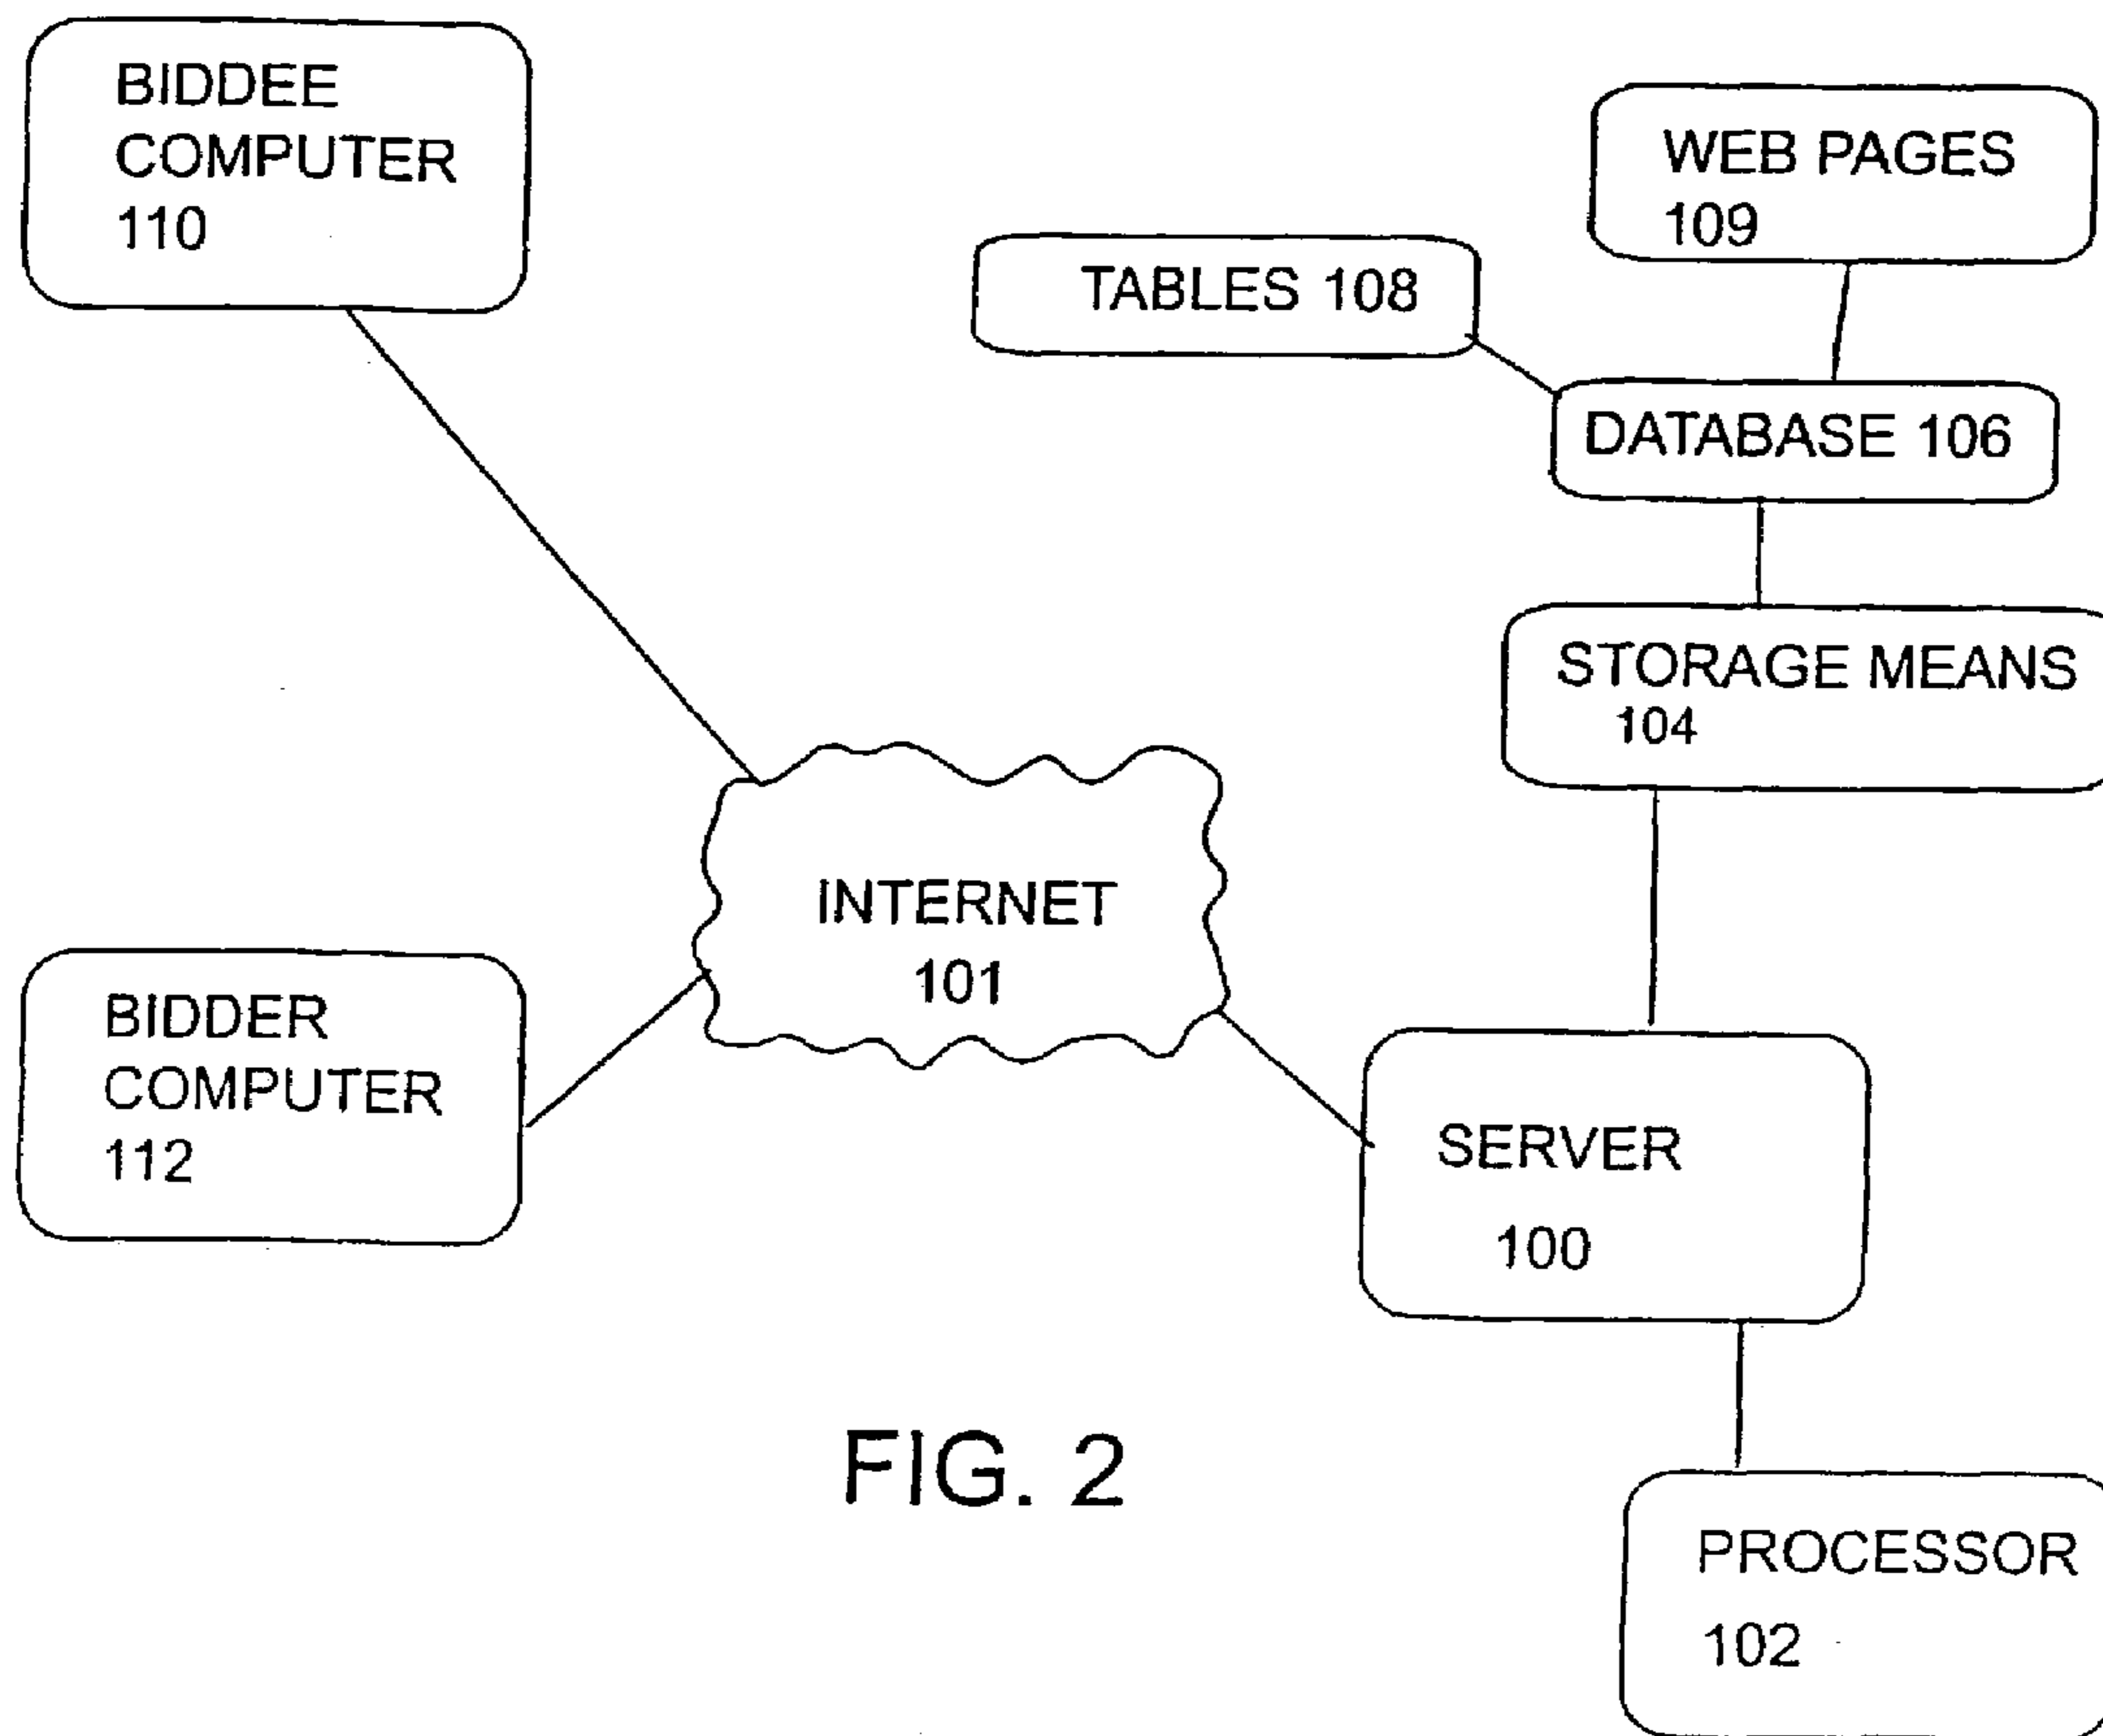 BIDDEE
COMPUTER
110
WEB PAGES
109
TABLES 108
DATABASE 106
STORAGE MEANS
104
INTERNET
101
BIDDER
COMPUTER
112
SERVER
100
FIG. 2
PROCESSOR
102